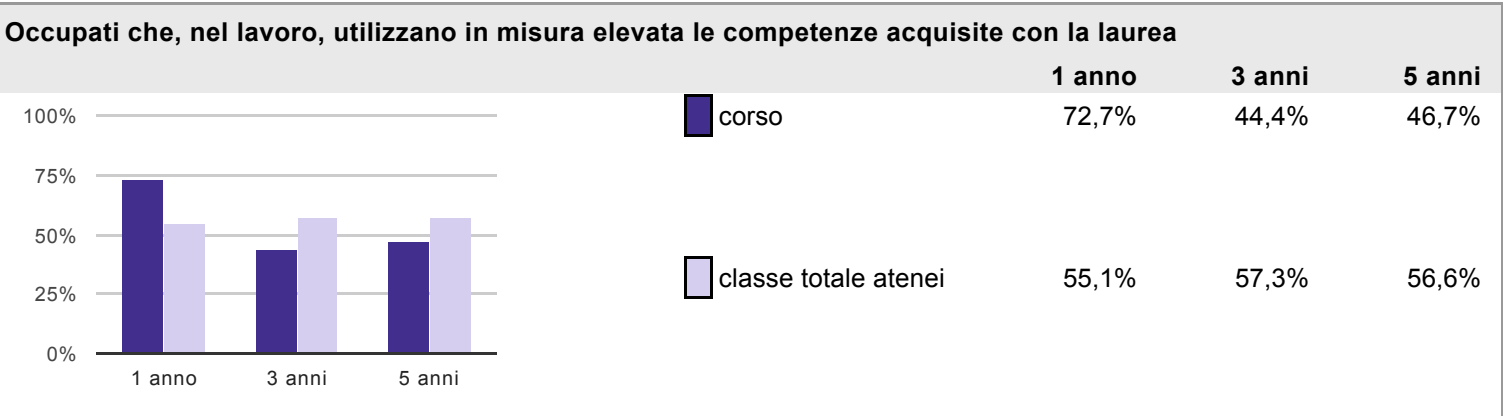 Occupati che, nel lavoro, utilizzano in misura elevata le competenze acquisite con la laurea
1 anno 3 anni 5 anni
100%
75%
50%
25%
0%
1 anno 3 anni 5 anni
corso 72,7% 44,4% 46,7%
classe totale atenei 55,1% 57,3% 56,6%